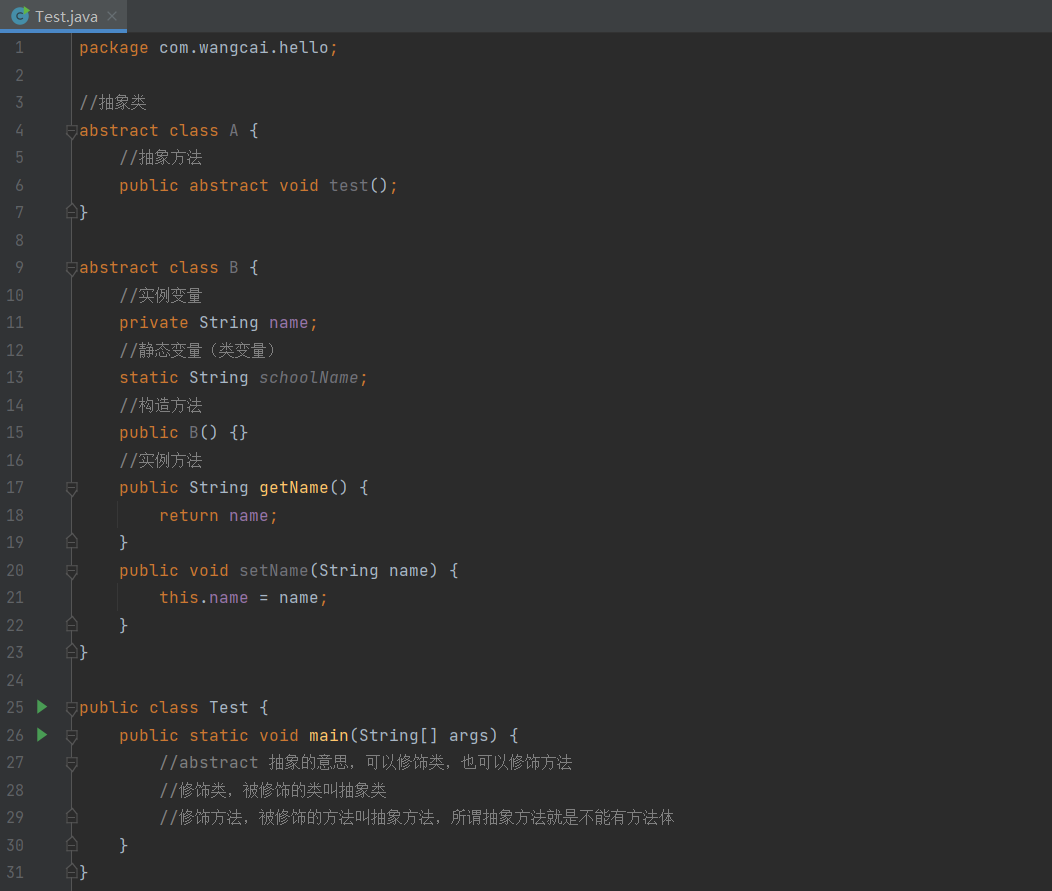 Test.java
1 package com.wangcai.hello;
2
3 //抽象类
4 abstract class A {
5     //抽象方法
6     public abstract void test();
7 }
8
9 abstract class B {
10     //实例变量
11     private String name;
12     //静态变量（类变量）
13     static String schoolName;
14     //构造方法
15     public B() {}
16     //实例方法
17     public String getName() {
18         return name;
19     }
20     public void setName(String name) {
21         this.name = name;
22     }
23 }
24
25 public class Test {
26     public static void main(String[] args) {
27         //abstract 抽象的意思，可以修饰类，也可以修饰方法
28         //修饰类，被修饰的类叫抽象类
29         //修饰方法，被修饰的方法叫抽象方法，所谓抽象方法就是不能有方法体
30     }
31 }